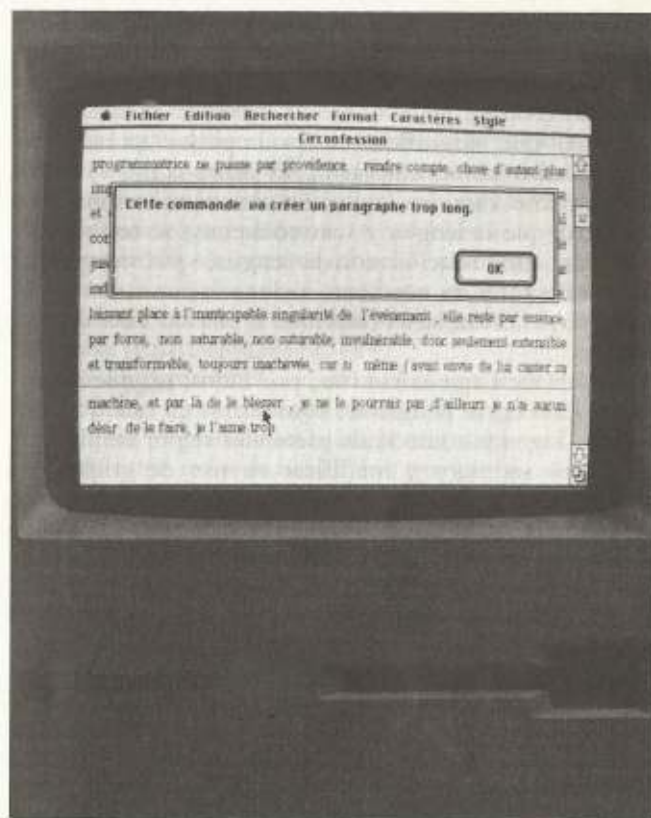 Fichier Edition Rechercher Format Caractères Style
Circonfession
programmatrice ne puisse par providence rendre compte, chose d'autant plus
Cette commande va créer un paragraphe trop long.
et
OK
laissant place à l'inanticipable singularité de l'événement, elle reste par essence,
par force, non saturable, non suturable, invulnérable, donc seulement extensible
et transformable, toujours inachevée, car si même j'avais envie de lui casser sa
machine, et par là de le blesser, je ne le pourrais pas, d'ailleurs je n'ai aucun
désir de le faire, je l'aime trop